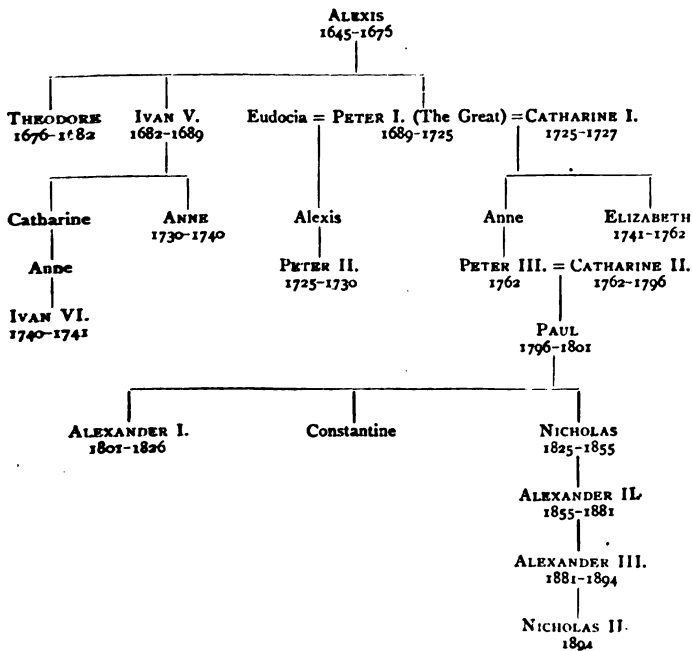 ALEXIS
1645-1676
THEODORE IVAN V. Eudocia = PETER I. (The Great) = CATHARINE I.
1676-1682 1682-1689 1689-1725 1725-1727
Catharine ANNE Alexis Anne ELIZABETH
1730-1740 1741-1762
Anne PETER II. PETER III. = CATHARINE II.
1725-1730 1762 1762-1796
IVAN VI.
1740-1741
PAUL
1796-1801
ALEXANDER I. Constantine NICHOLAS
1801-1826 1825-1855
ALEXANDER II.
1855-1881
ALEXANDER III.
1881-1894
NICHOLAS II.
1894